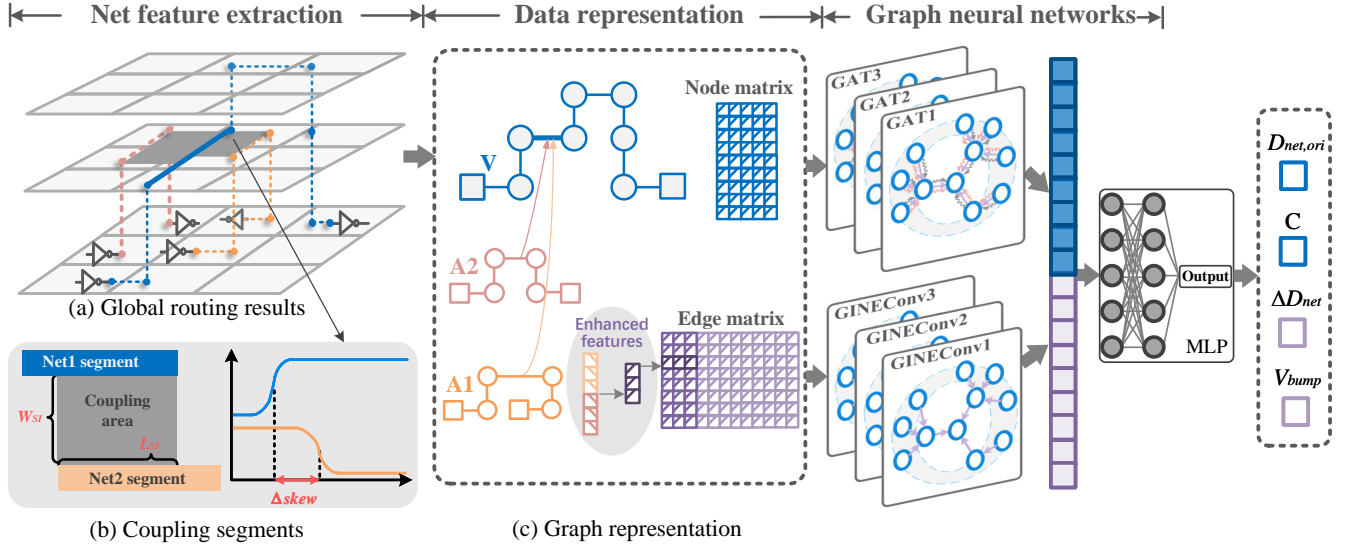 Net feature extraction
Data representation
Graph neural networks
(a) Global routing results
Net1 segment
Coupling
area
W_SI
L_SI
Net2 segment
Δskew
(b) Coupling segments
V
A2
A1
Node matrix
Enhanced
features
Edge matrix
(c) Graph representation
GAT3
GAT2
GAT1
GINEConv3
GINEConv2
GINEConv1
Output
MLP
D_net,ori
C
ΔD_net
V_bump